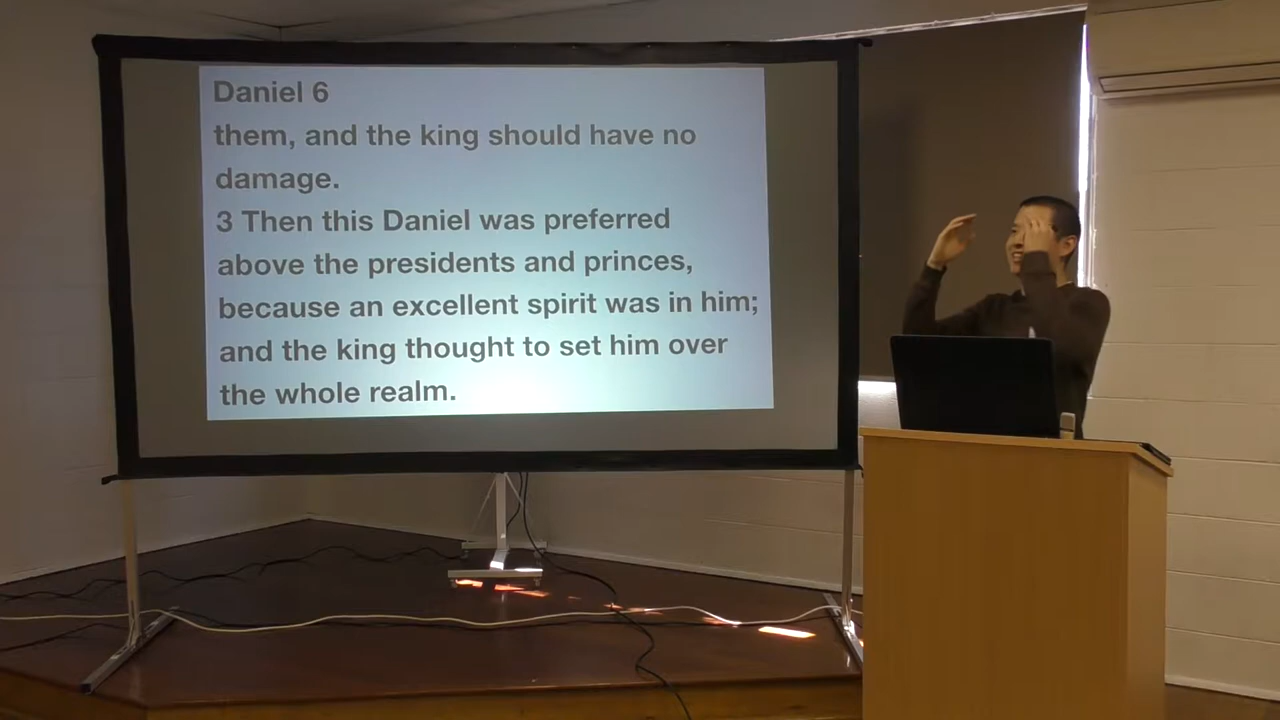 Daniel 6
them, and the king should have no
damage.
3 Then this Daniel was preferred
above the presidents and princes,
because an excellent spirit was in him;
and the king thought to set him over
the whole realm.